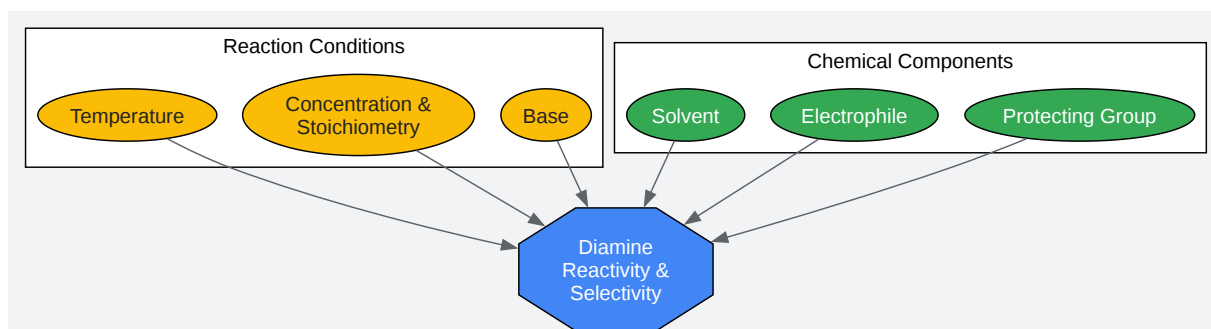 Reaction Conditions
Chemical Components
Temperature
Concentration &
Stoichiometry
Base
Solvent
Electrophile
Protecting Group
Diamine
Reactivity &
Selectivity